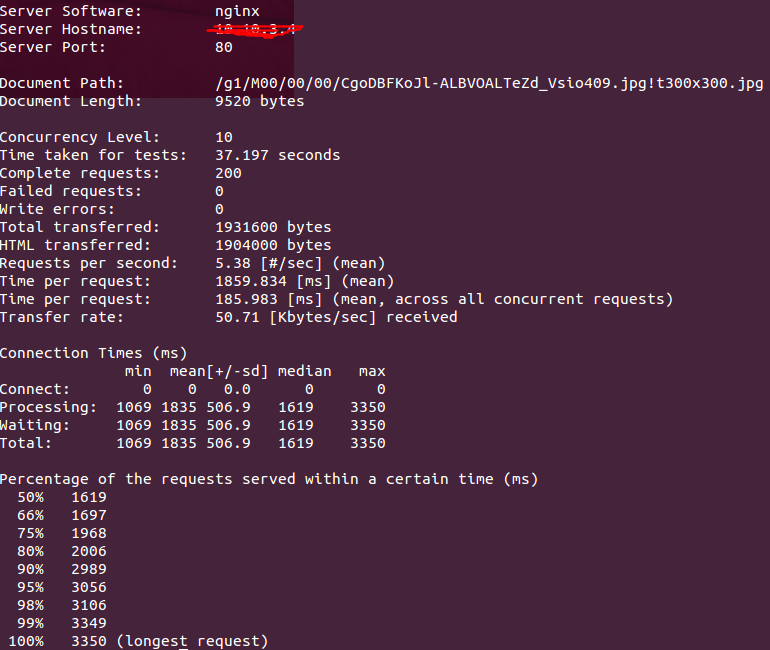 Server Software: nginx
Server Hostname:
Server Port: 80
Document Path: /g1/M00/00/00/CgoDBFKoJl-ALBVOALTeZd_Vsio409.jpg!t300x300.jpg
Document Length: 9520 bytes
Concurrency Level: 10
Time taken for tests: 37.197 seconds
Complete requests: 200
Failed requests: 0
Write errors: 0
Total transferred: 1931600 bytes
HTML transferred: 1904000 bytes
Requests per second: 5.38 [#/sec] (mean)
Time per request: 1859.834 [ms] (mean)
Time per request: 185.983 [ms] (mean, across all concurrent requests)
Transfer rate: 50.71 [Kbytes/sec] received
Connection Times (ms)
min mean[+/-sd] median max
Connect: 0 0 0.0 0 0
Processing: 1069 1835 506.9 1619 3350
Waiting: 1069 1835 506.9 1619 3350
Total: 1069 1835 506.9 1619 3350
Percentage of the requests served within a certain time (ms)
50% 1619
66% 1697
75% 1968
80% 2006
90% 2989
95% 3056
98% 3106
99% 3349
100% 3350 (longest request)